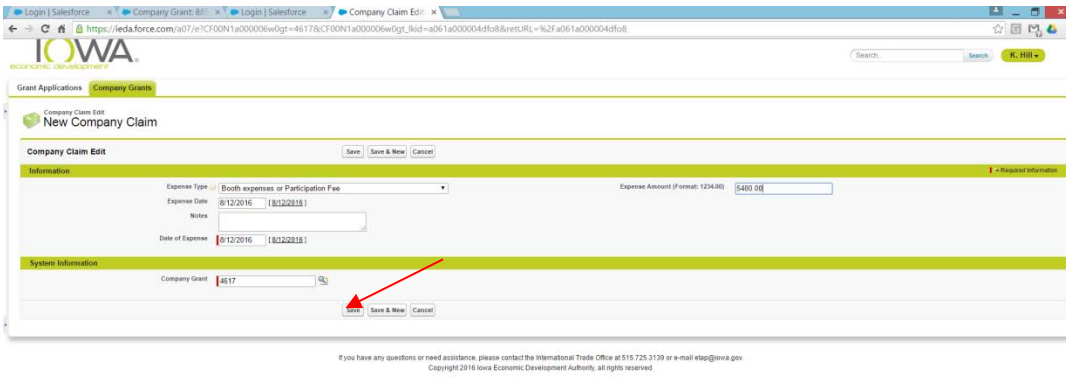 Login | Salesforce
Company Grant: 
Login | Salesforce
Company Claim Edit:
https://ieda.force.com/a07/e?CF00N1a000006w0gt=4617&CF00N1a000006w0gt_lkid=a061a000004dfo8&retURL=%2Fa061a000004dfo8
IOWA.
economic development
Search...
Search
K. Hill
Grant Applications
Company Grants
Company Claim Edit
New Company Claim
Company Claim Edit
Save
Save & New
Cancel
Information
= Required Information
Expense Type
Booth expenses or Participation Fee
Expense Amount (Format: 1234.00)
5400.00
Expense Date
8/12/2016
[ 8/12/2016 ]
Notes
Date of Expense
8/12/2016
[ 8/12/2016 ]
System Information
Company Grant
4617
Save
Save & New
Cancel
If you have any questions or need assistance, please contact the International Trade Office at 515.725.3139 or e-mail etap@iowa.gov.
Copyright 2016 Iowa Economic Development Authority, all rights reserved.